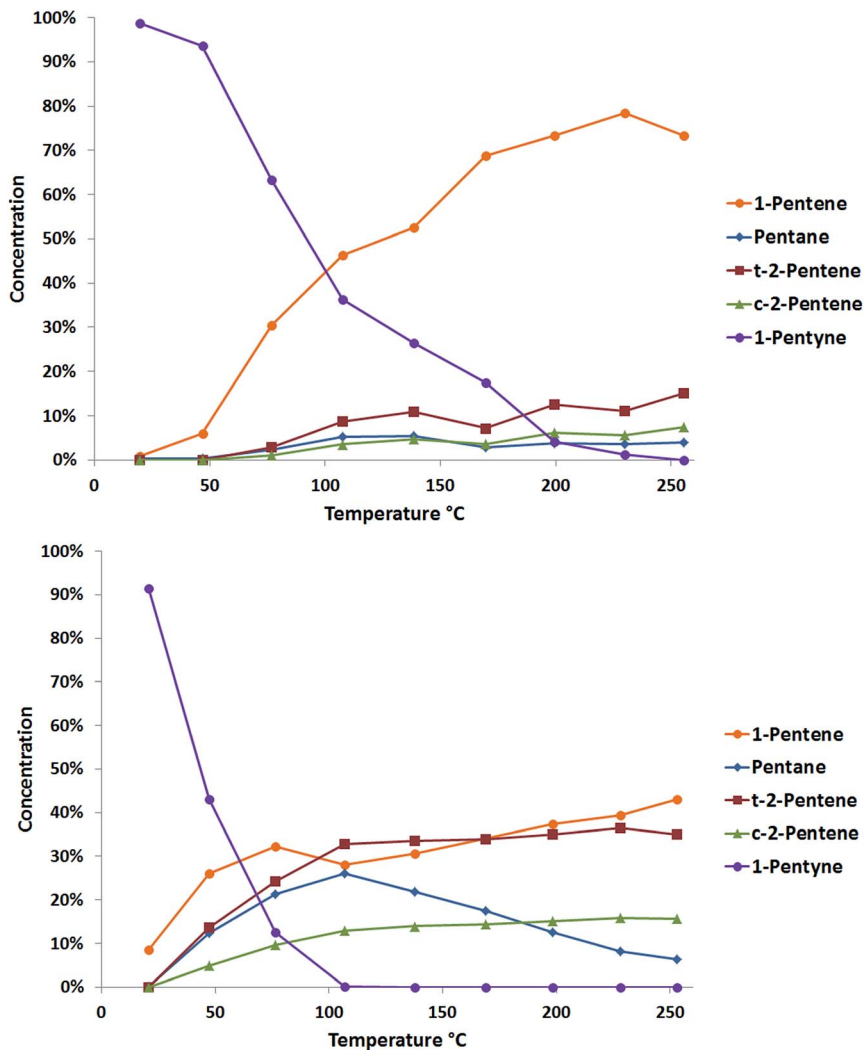 100%
90%
80%
70%
60%
50%
40%
30%
20%
10%
0%
Concentration
0 50 100 150 200 250
Temperature °C
1-Pentene
Pentane
t-2-Pentene
c-2-Pentene
1-Pentyne
100%
90%
80%
70%
60%
50%
40%
30%
20%
10%
0%
Concentration
0 50 100 150 200 250
Temperature °C
1-Pentene
Pentane
t-2-Pentene
c-2-Pentene
1-Pentyne